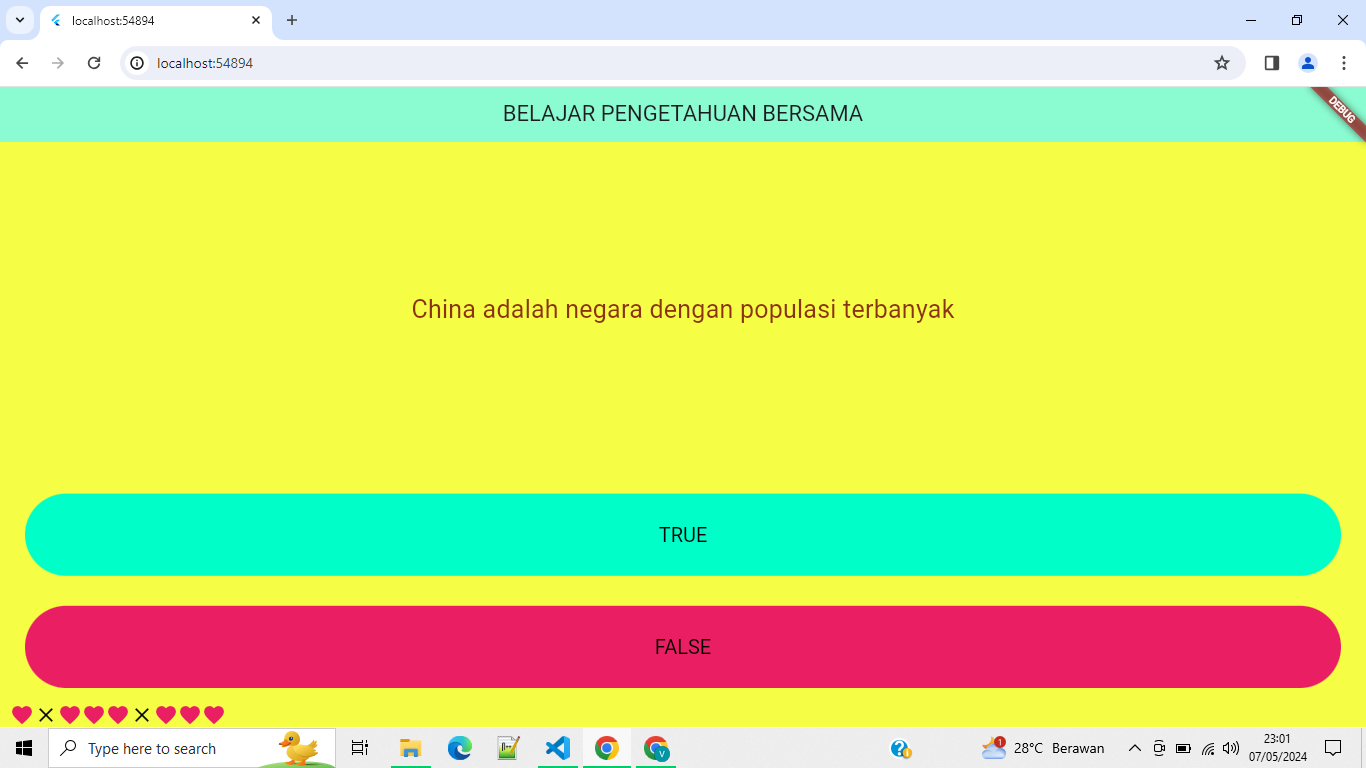 localhost:54894
localhost:54894
BELAJAR PENGETAHUAN BERSAMA
DEBUG
China adalah negara dengan populasi terbanyak
TRUE
FALSE
Type here to search
V
1
28°C Berawan
23:01
07/05/2024